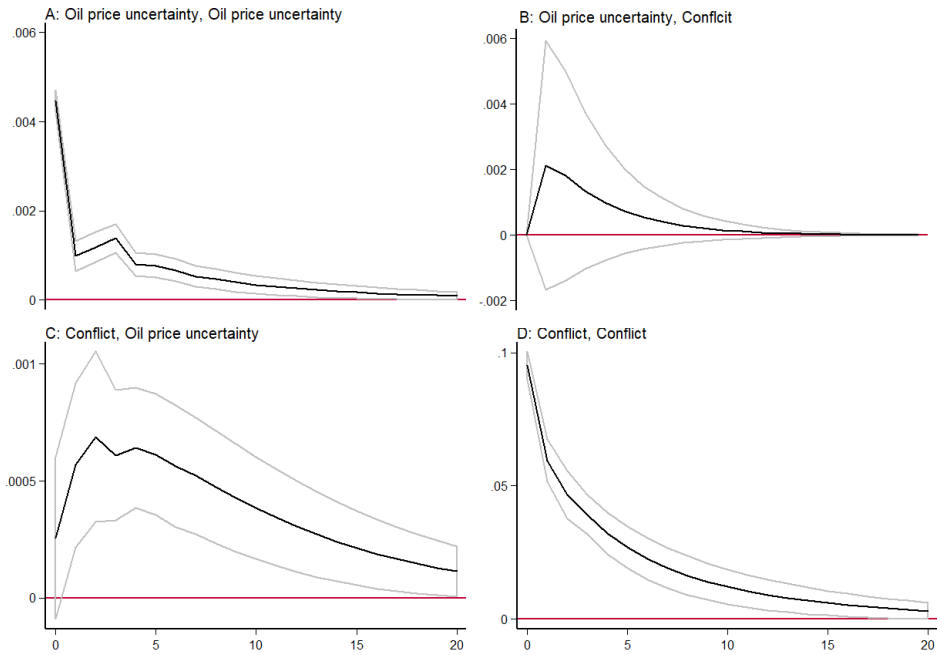 A: Oil price uncertainty, Oil price uncertainty
.006
.004
.002
0
B: Oil price uncertainty, Conflcit
.006
.004
.002
0
-.002
C: Conflict, Oil price uncertainty
.001
.0005
0
0 5 10 15 20
D: Conflict, Conflict
.1
.05
0
0 5 10 15 20